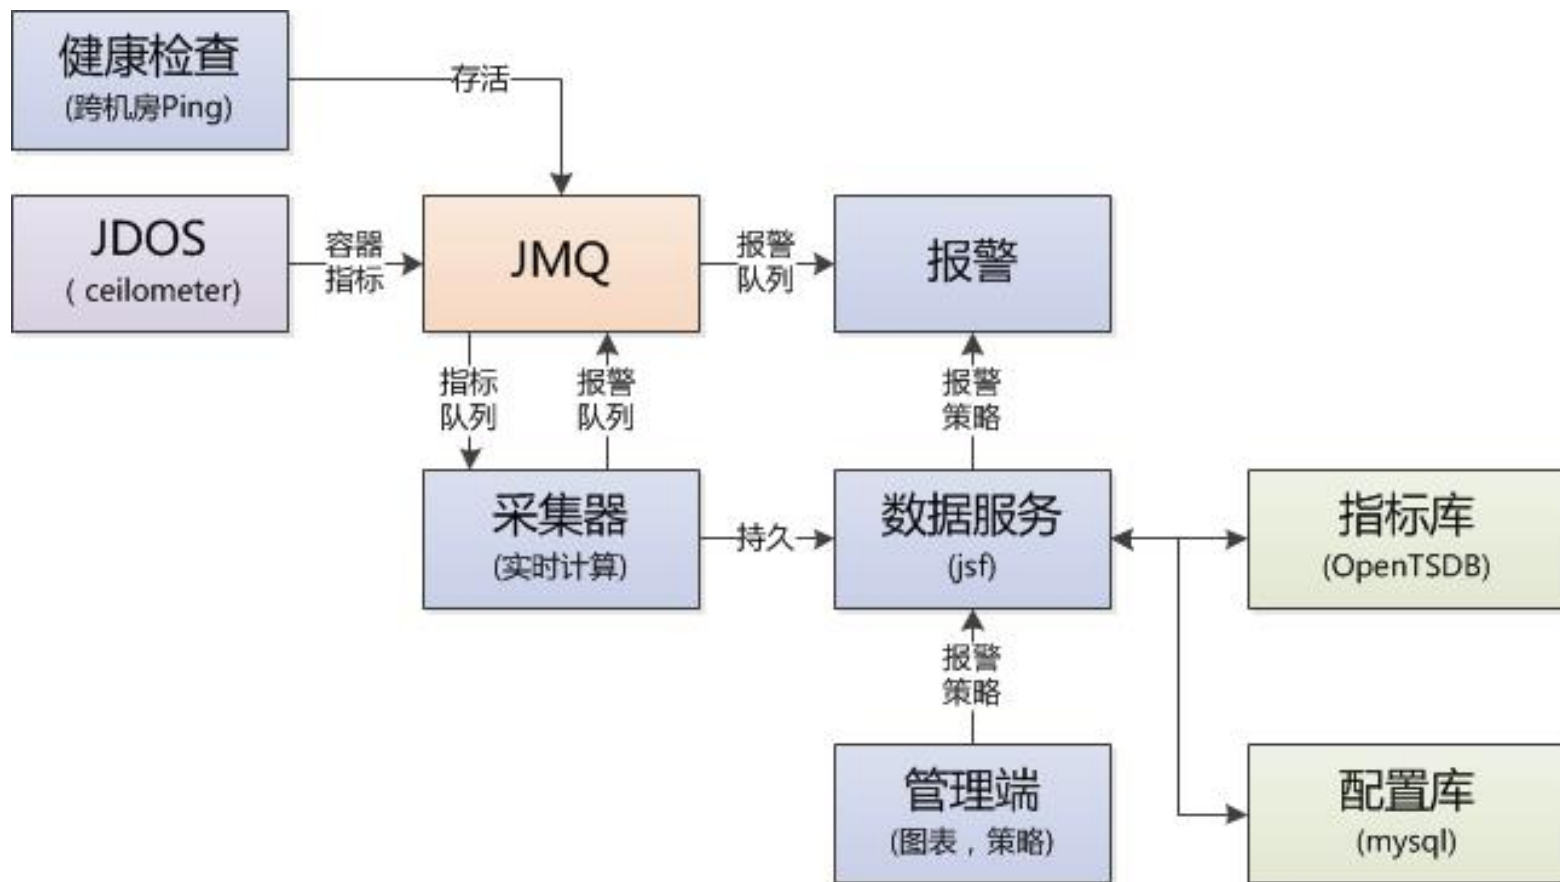 健康检查
(跨机房Ping)
存活
JDOS
( ceilometer)
容器
指标
JMQ
报警
队列
报警
指标
队列
报警
队列
报警
策略
采集器
(实时计算)
持久
数据服务
(jsf)
指标库
(OpenTSDB)
报警
策略
管理端
(图表，策略)
配置库
(mysql)